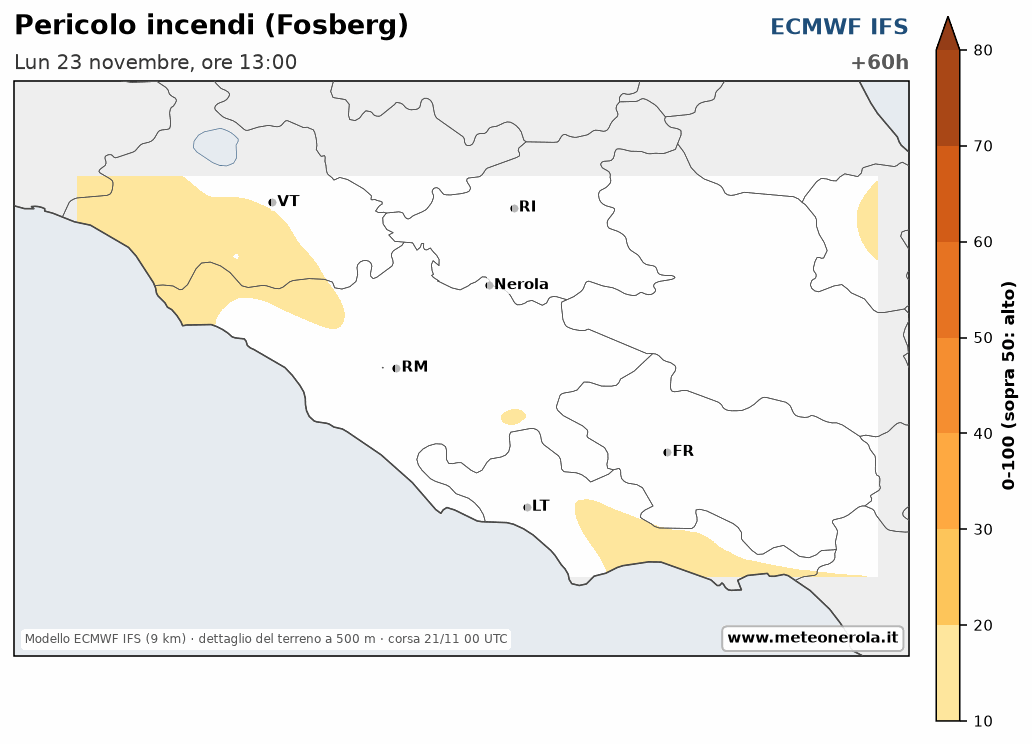 Pericolo incendi (Fosberg)
ECMWF IFS
Lun 23 novembre, ore 13:00
+60h
VT
RI
Nerola
RM
FR
LT
Modello ECMWF IFS (9 km) · dettaglio del terreno a 500 m · corsa 21/11 00 UTC
www.meteonerola.it
80
70
60
50
40
30
20
10
0-100 (sopra 50: alto)